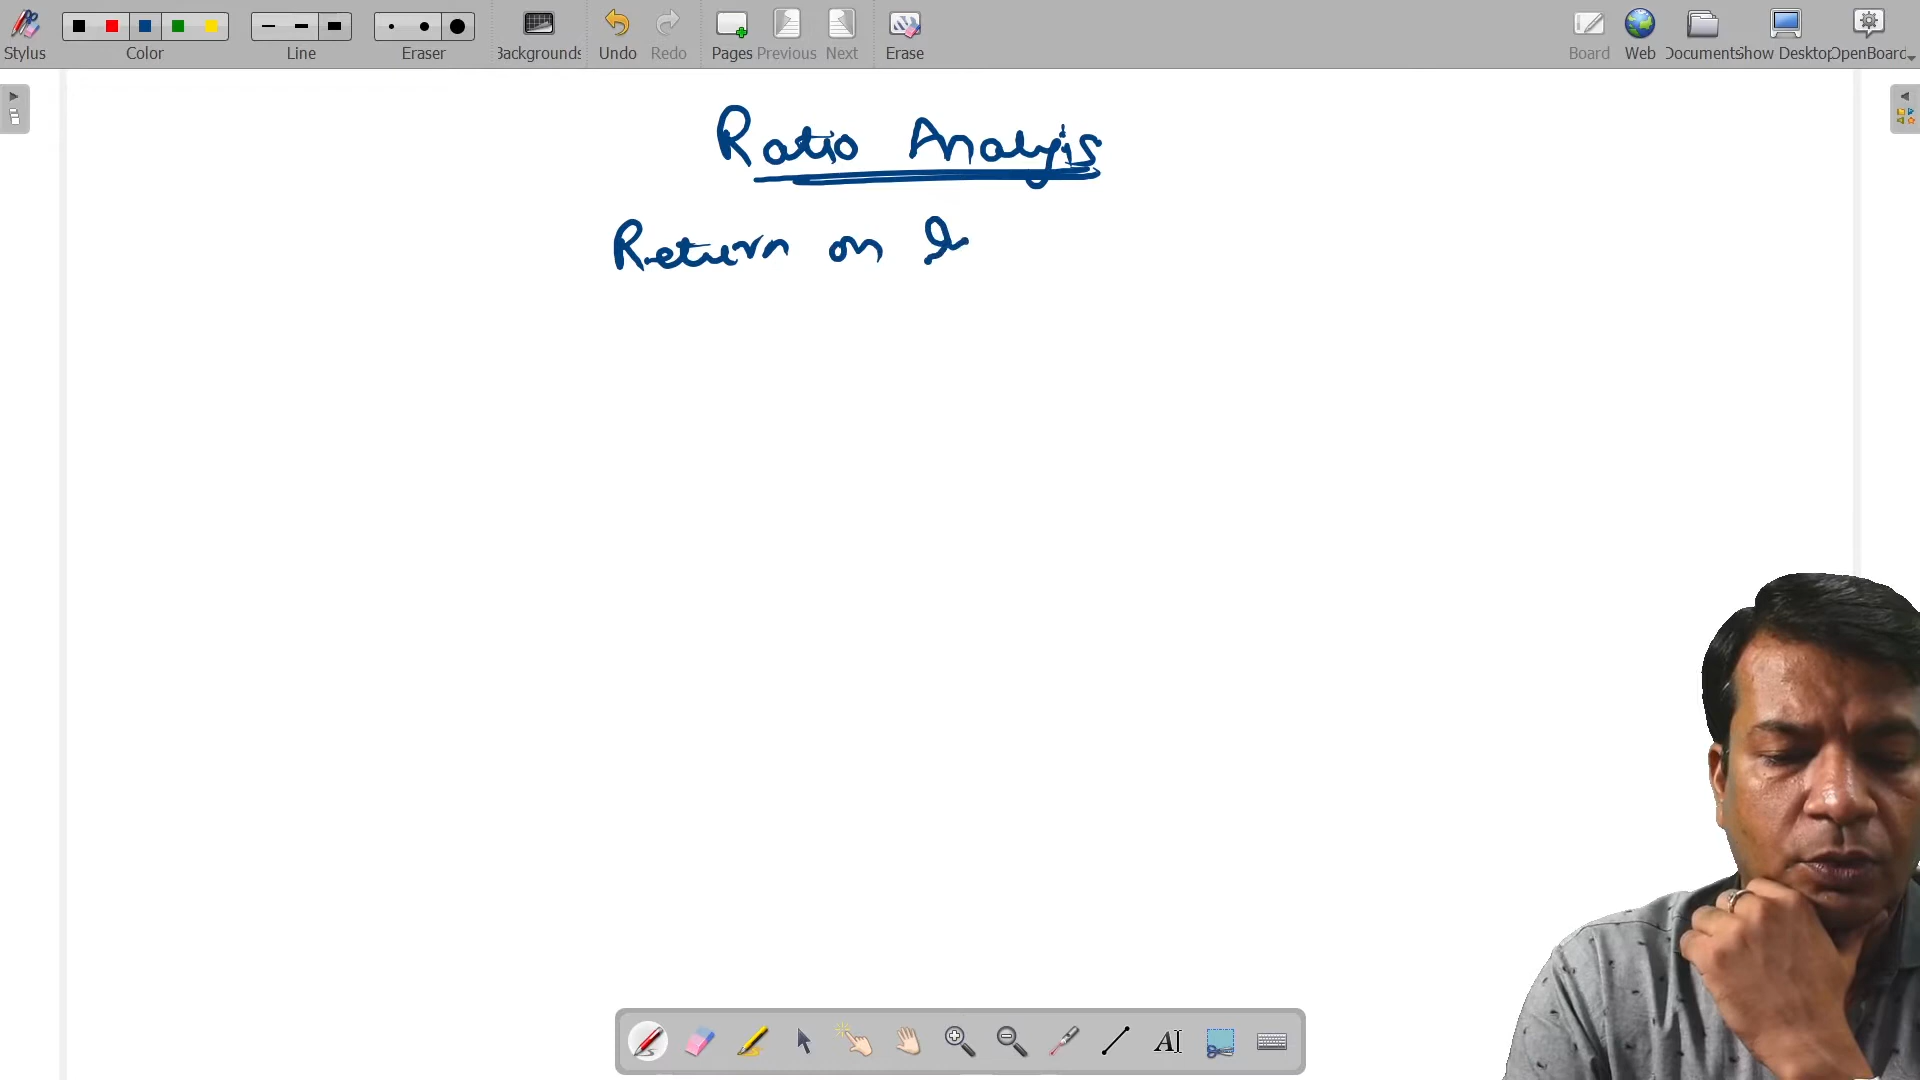 Stylus Color Line Eraser Backgrounds Undo Redo Pages Previous Next Erase Board Web Documents Show Desktop OpenBoard
Ratio Analysis
Return on I
AI